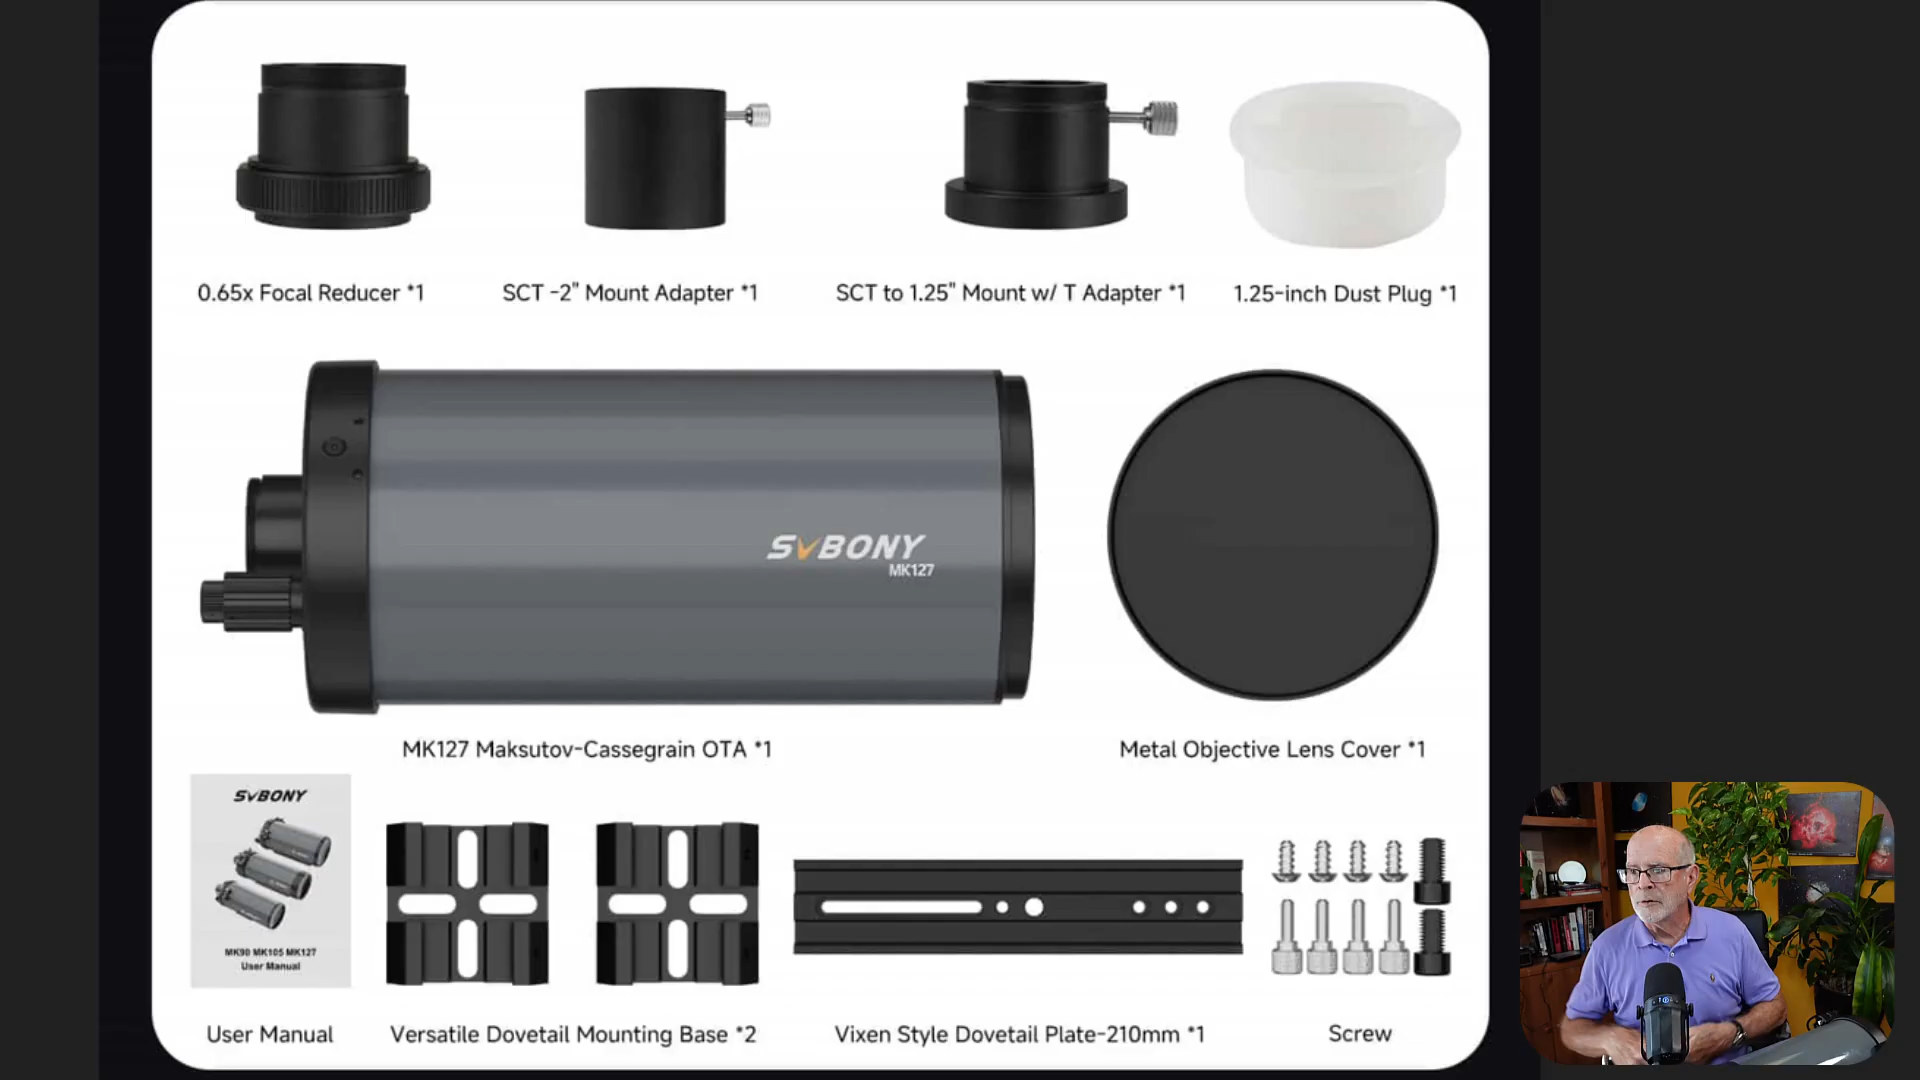 0.65x Focal Reducer *1
SCT -2" Mount Adapter *1
SCT to 1.25" Mount w/ T Adapter *1
1.25-inch Dust Plug *1
SVBONY
MK127
MK127 Maksutov-Cassegrain OTA *1
Metal Objective Lens Cover *1
SVBONY
MK90 MK105 MK127
User Manual
User Manual
Versatile Dovetail Mounting Base *2
Vixen Style Dovetail Plate-210mm *1
Screw